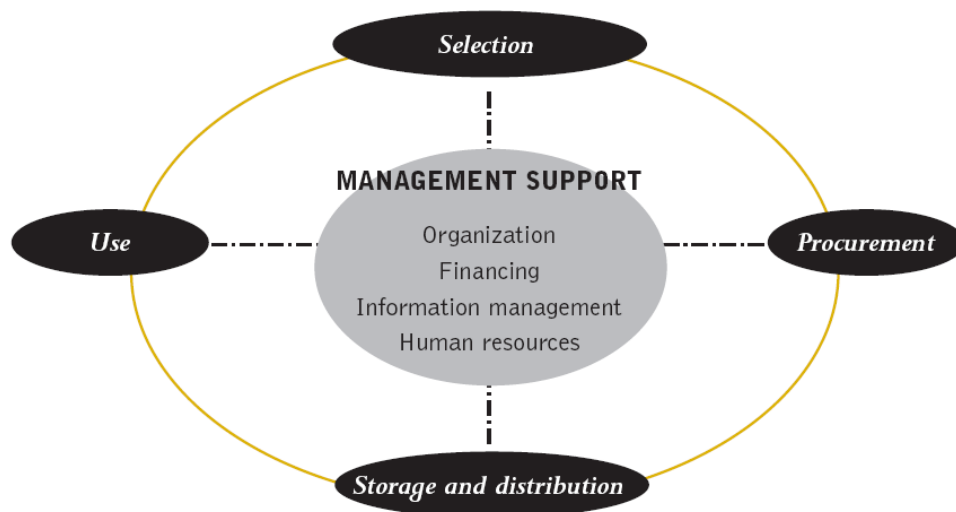 Selection
MANAGEMENT SUPPORT
Organization
Financing
Information management
Human resources
Use
Procurement
Storage and distribution